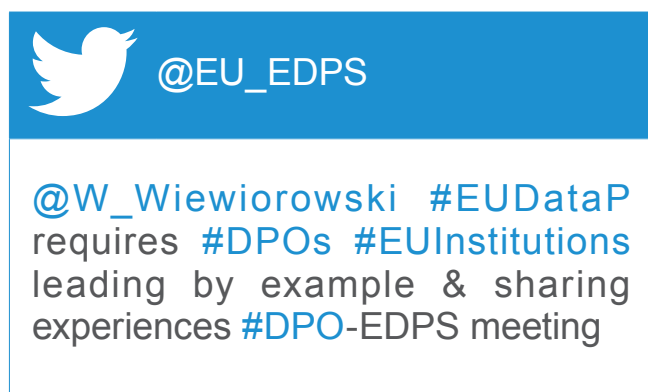 @EU_EDPS
@W_Wiewiorowski #EUDataP
requires #DPOs #EUInstitutions
leading by example & sharing
experiences #DPO-EDPS meeting